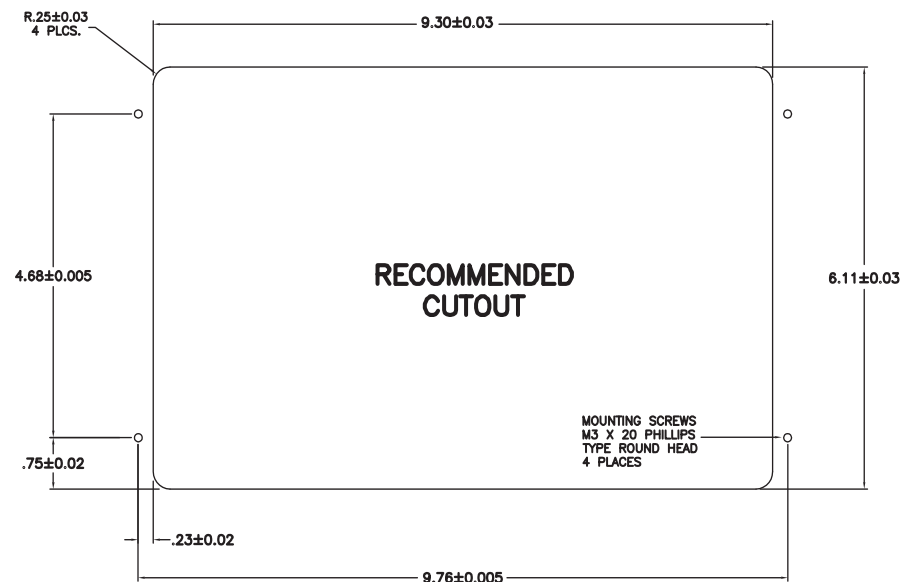 R.25±0.03
4 PLCS.
9.30±0.03
4.68±0.005
RECOMMENDED
CUTOUT
6.11±0.03
MOUNTING SCREWS
M3 X 20 PHILLIPS
TYPE ROUND HEAD
4 PLACES
.75±0.02
.23±0.02
9.76±0.005